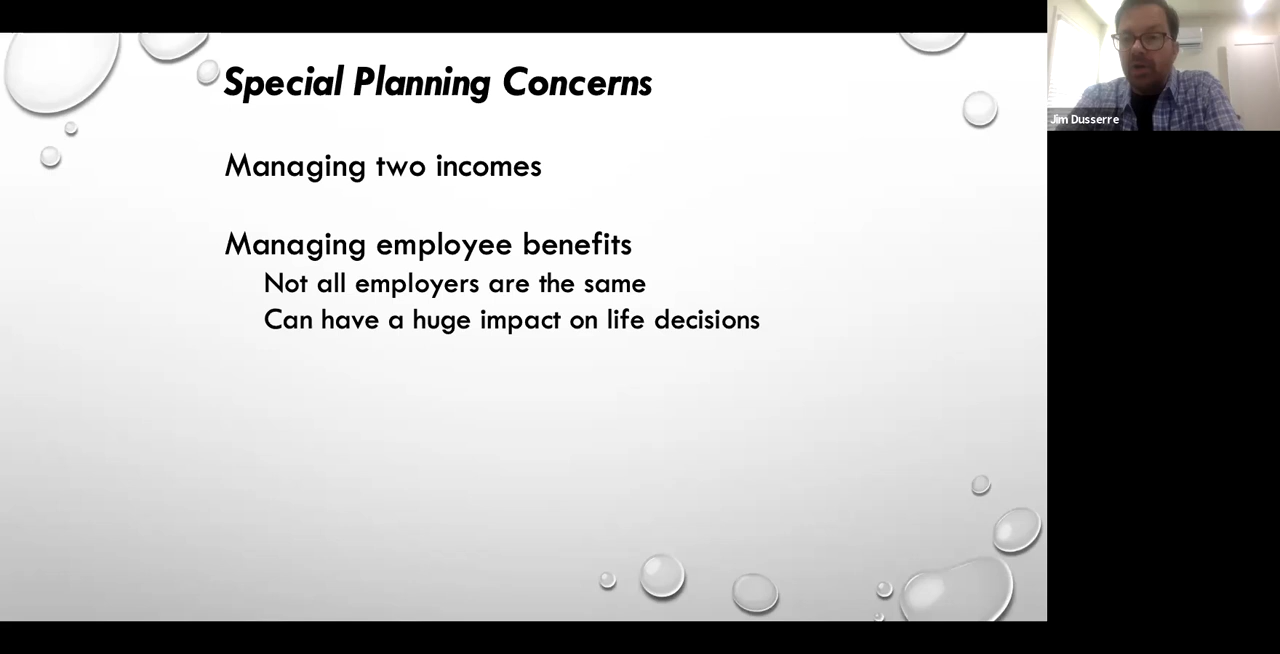 Special Planning Concerns
Managing two incomes
Managing employee benefits
Not all employers are the same
Can have a huge impact on life decisions
Jim Dusserre